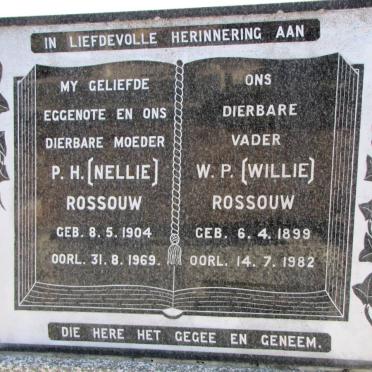 IN LIEFDEVOLLE HERINNERING AAN
MY GELIEFDE
EGGENOTE EN ONS
DIERBARE MOEDER
P. H. (NELLIE)
ROSSOUW
GEB. 8. 5. 1904
OORL. 31. 8. 1969.
ONS
DIERBARE
VADER
W. P. (WILLIE)
ROSSOUW
GEB. 6. 4. 1899
OORL. 14. 7. 1982
DIE HERE HET GEGEE EN GENEEM.